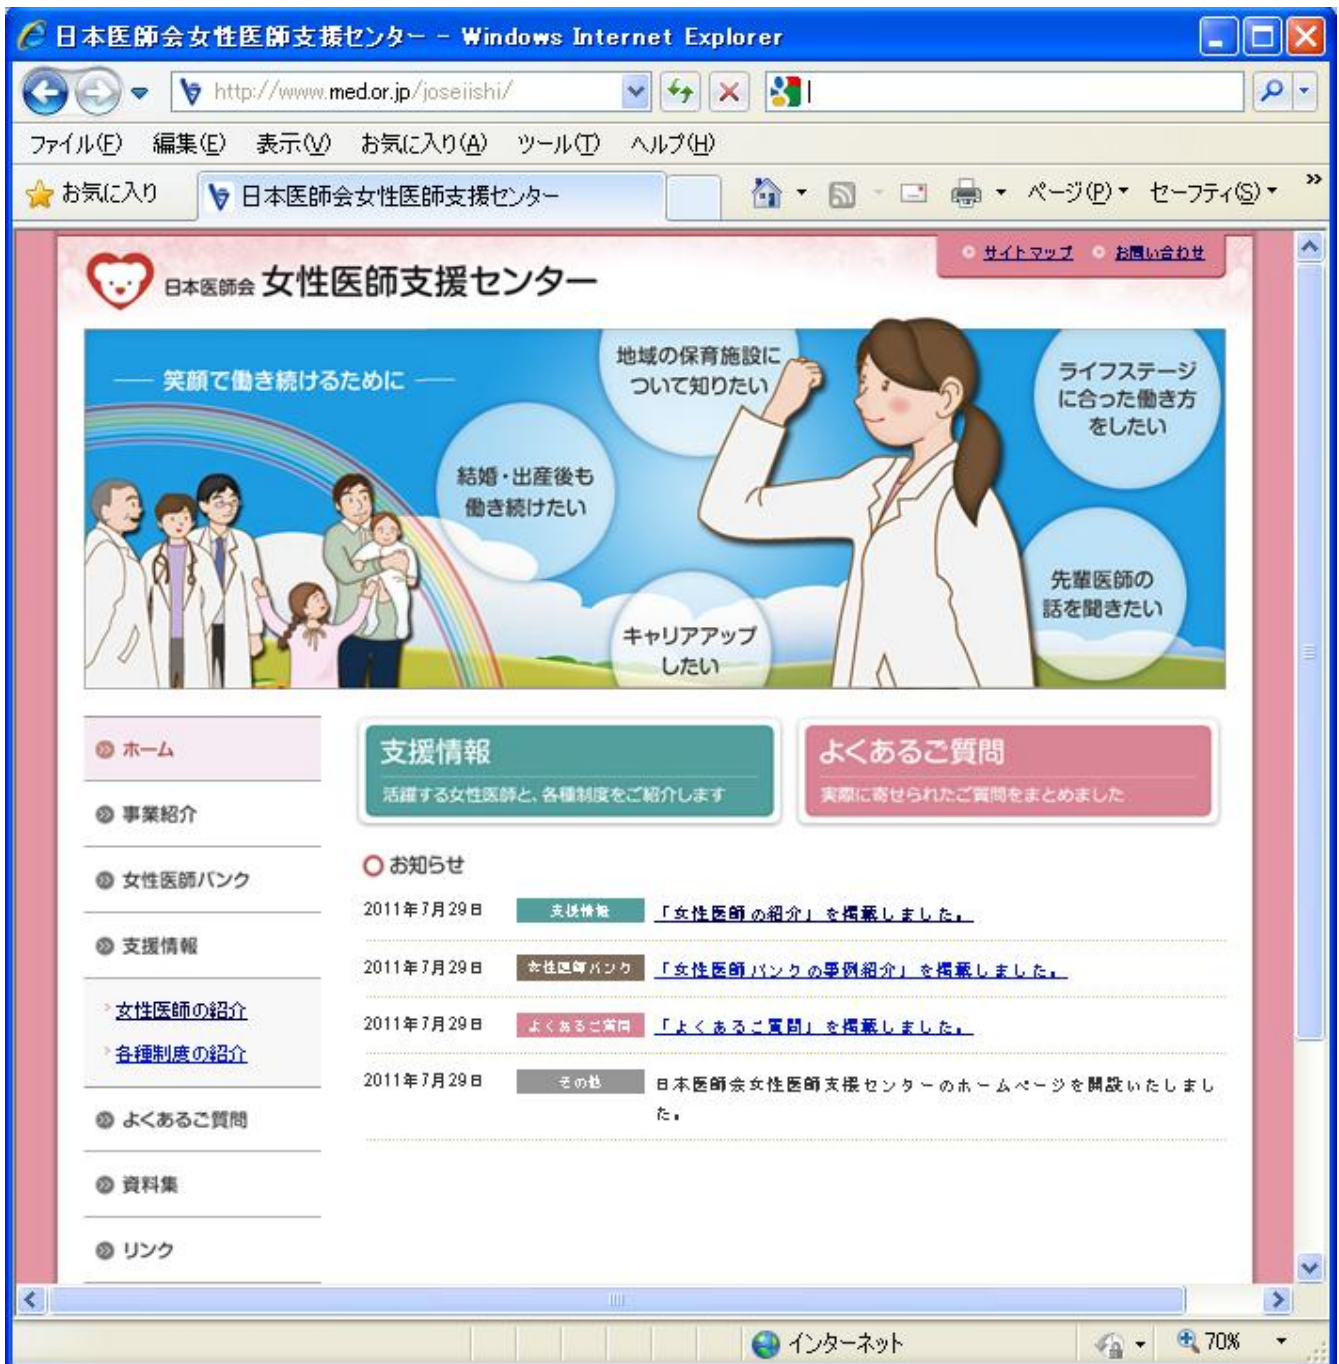 日本医師会女性医師支援センター - Windows Internet Explorer
http://www.med.or.jp/joseiishi/
ファイル(F) 編集(E) 表示(V) お気に入り(A) ツール(T) ヘルプ(H)
お気に入り 日本医師会女性医師支援センター ページ(P) セーフティ(S) »
サイトマップ お問い合わせ
日本医師会 女性医師支援センター
― 笑顔で働き続けるために ―
地域の保育施設に
ついて知りたい
ライフステージ
に合った働き方
をしたい
結婚・出産後も
働き続けたい
先輩医師の
話を聞きたい
キャリアアップ
したい
ホーム
事業紹介
女性医師バンク
支援情報
女性医師の紹介
各種制度の紹介
よくあるご質問
資料集
リンク
支援情報
活躍する女性医師と、各種制度をご紹介します
よくあるご質問
実際に寄せられたご質問をまとめました
お知らせ
2011年7月29日 支援情報 「女性医師の紹介」を掲載しました。
2011年7月29日 女性医師バンク 「女性医師バンクの事例紹介」を掲載しました。
2011年7月29日 よくあるご質問 「よくあるご質問」を掲載しました。
2011年7月29日 その他 日本医師会女性医師支援センターのホームページを開設いたしまし
た。
インターネット 70%